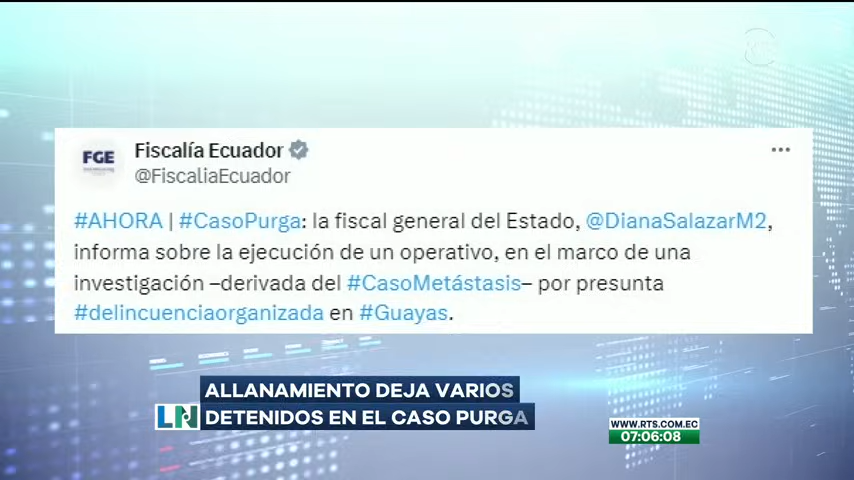 RTS
FGE
Fiscalía Ecuador
@FiscaliaEcuador
#AHORA | #CasoPurga: la fiscal general del Estado, @DianaSalazarM2,
informa sobre la ejecución de un operativo, en el marco de una
investigación –derivada del #CasoMetástasis– por presunta
#delincuenciaorganizada en #Guayas.
ALLANAMIENTO DEJA VARIOS
LN DETENIDOS EN EL CASO PURGA
WWW.RTS.COM.EC
07:06:08